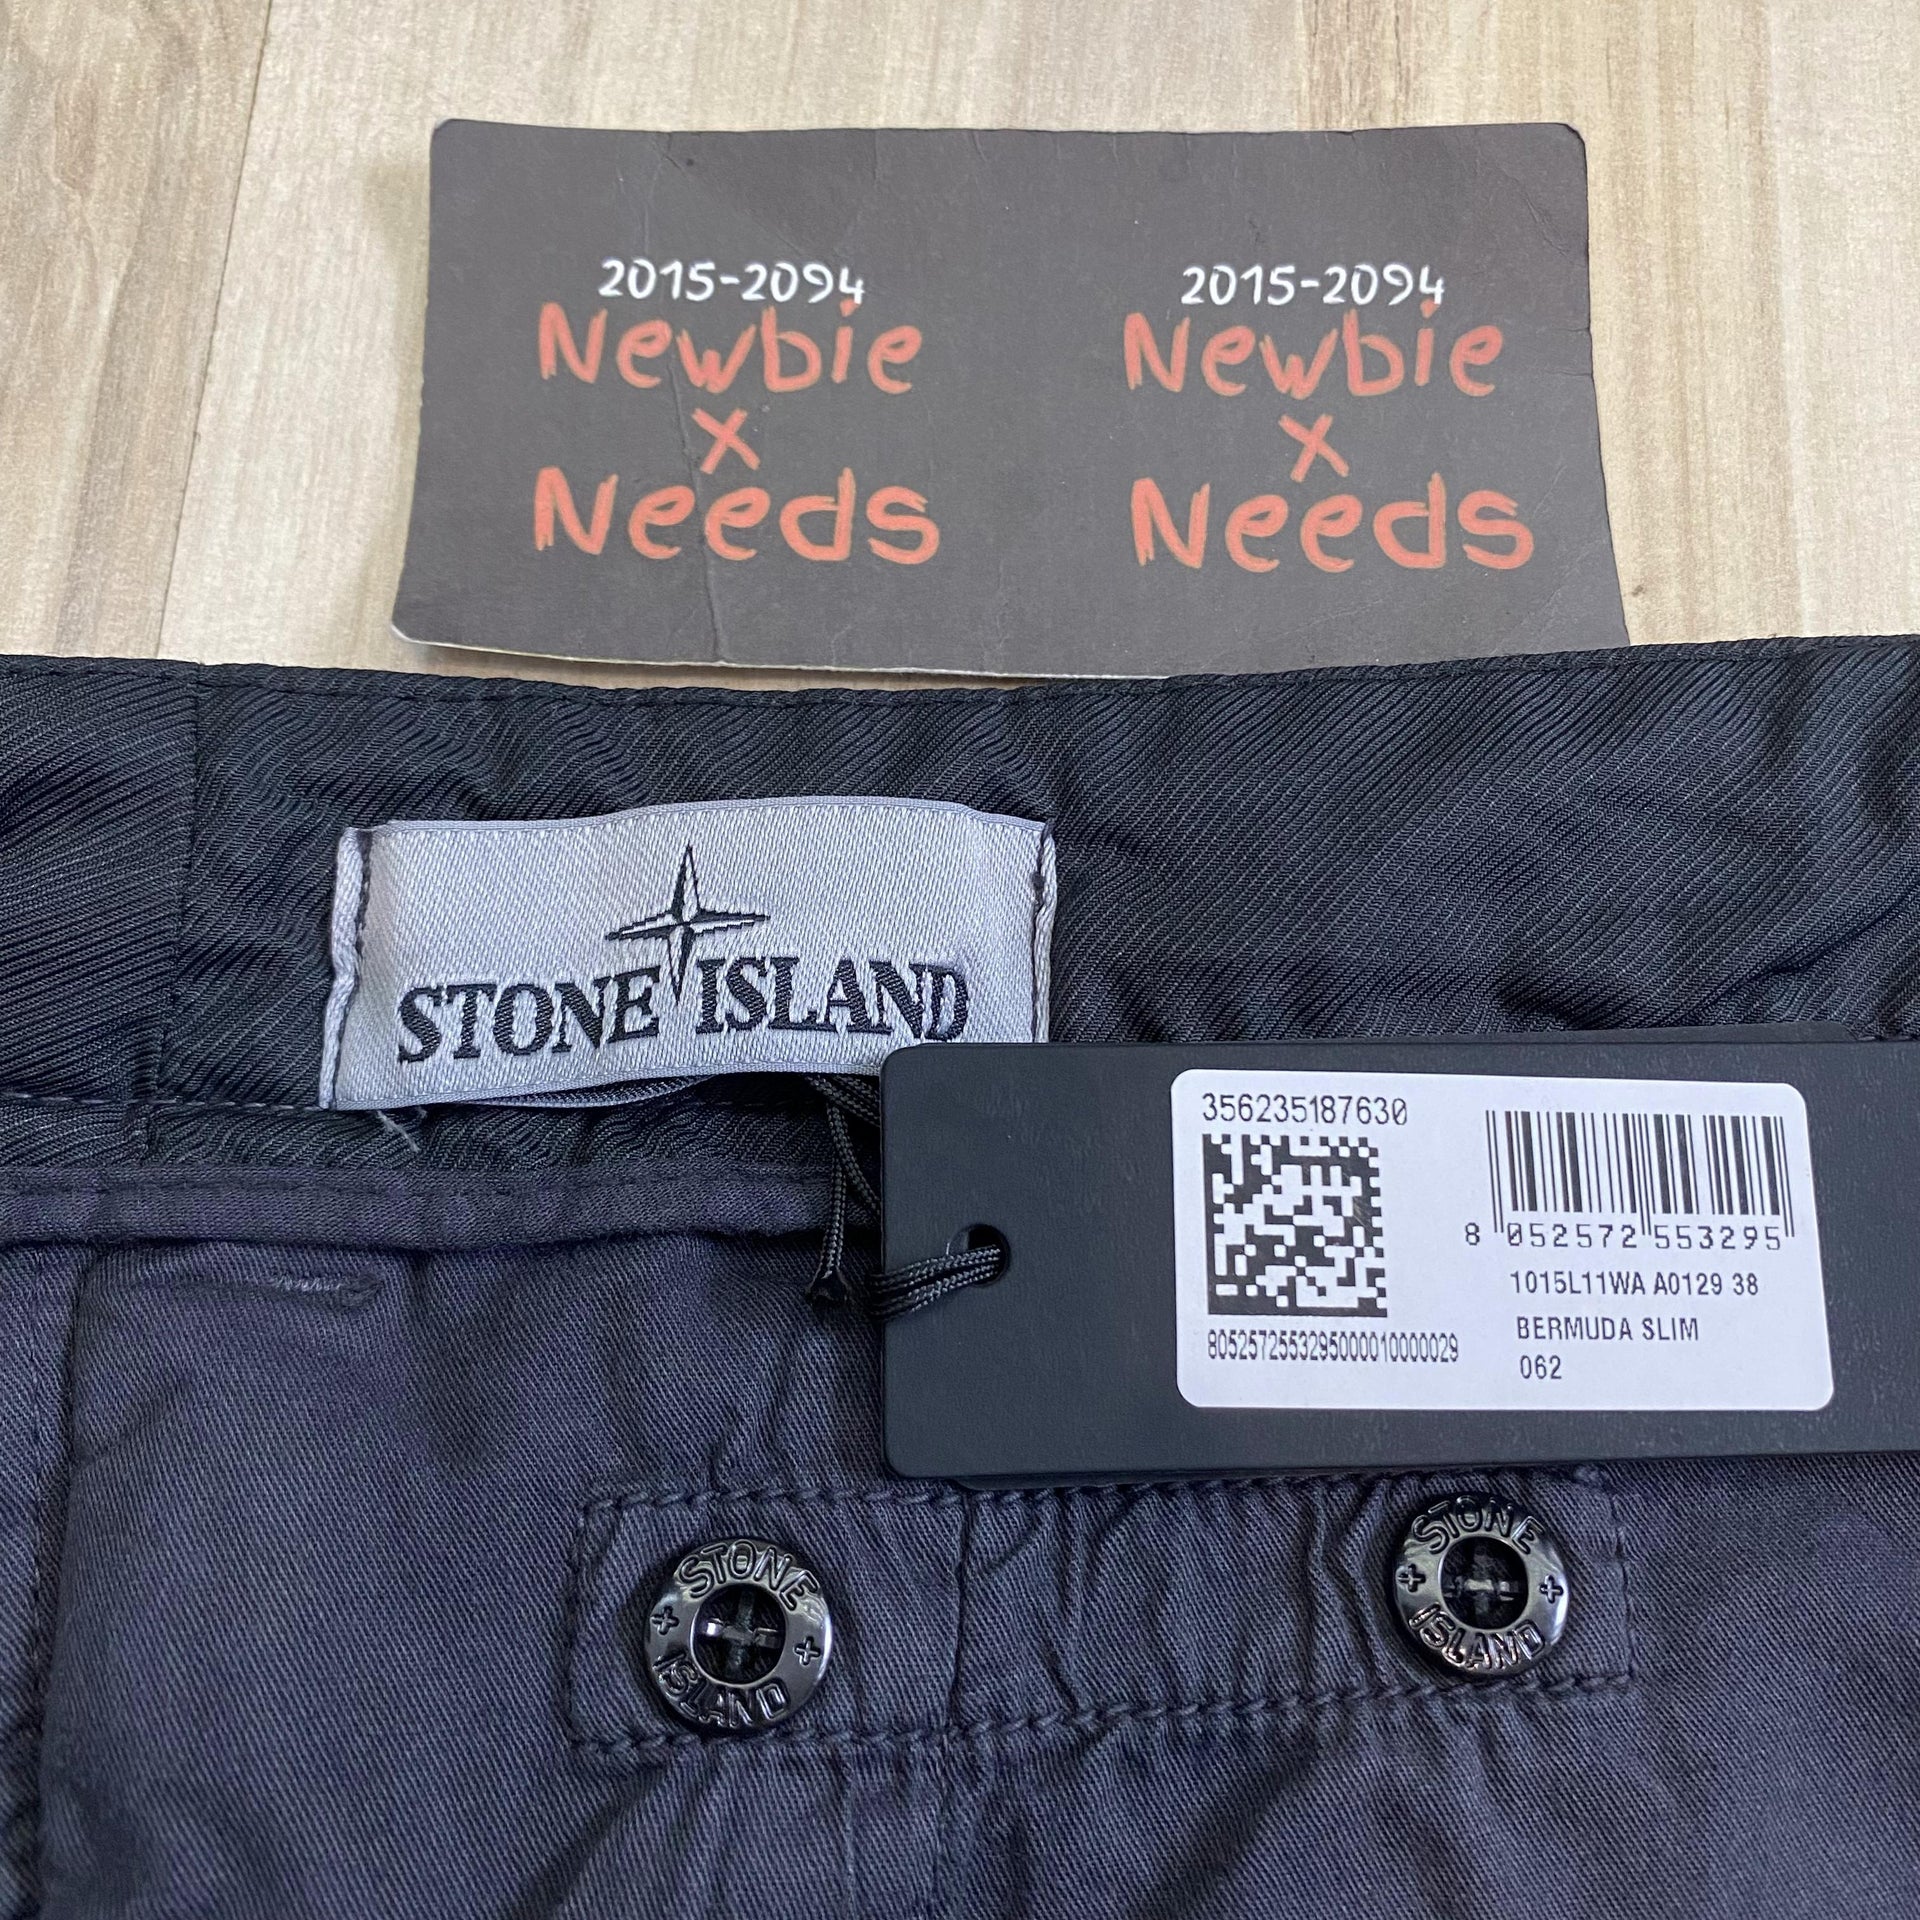 2015-2094
Newbie
x
Needs
2015-2094
Newbie
x
Needs
STONE ISLAND
356235187630
8052572553295000010000029
8 052572 553295
1015L11WA A0129 38
BERMUDA SLIM
062
STONE
ISLAND
STONE
ISLAND